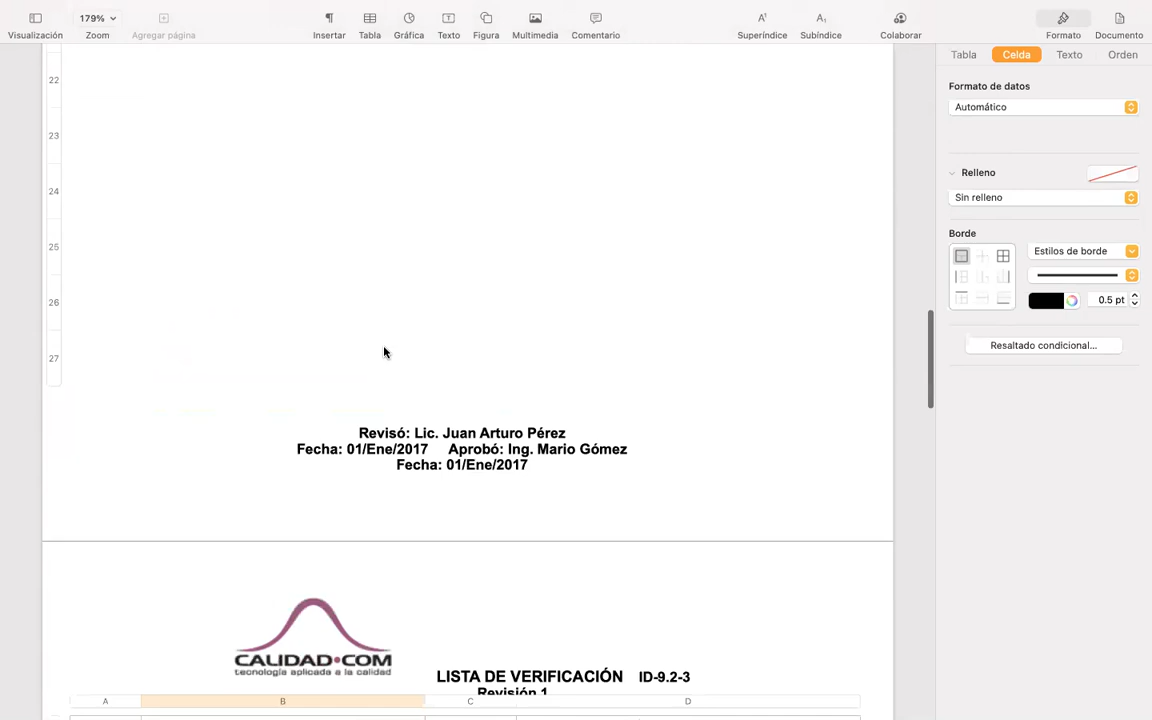 179%
Visualización Zoom Agregar página Insertar Tabla Gráfica Texto Figura Multimedia Comentario Superíndice Subíndice Colaborar Formato Documento
Tabla Celda Texto Orden
Formato de datos
Automático
Relleno
Sin relleno
Borde
Estilos de borde
0.5 pt
Resaltado condicional...
22
23
24
25
26
27
Revisó: Lic. Juan Arturo Pérez
Fecha: 01/Ene/2017 Aprobó: Ing. Mario Gómez
Fecha: 01/Ene/2017
CALIDAD•COM
tecnología aplicada a la calidad
LISTA DE VERIFICACIÓN ID-9.2-3
Revisión 1
A B C D